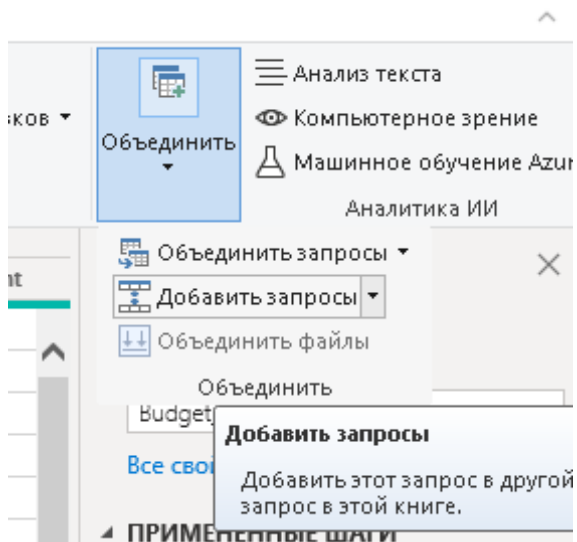 Анализ текста
ков
Компьютерное зрение
Объединить
Машинное обучение Azur
Аналитика ИИ
Объединить запросы
nt
Добавить запросы
Объединить файлы
Объединить
Budget_
Добавить запросы
Все свой
Добавить этот запрос в другой
запрос в этой книге.
ПРИМЕНЕННЫЕ ШАГИ